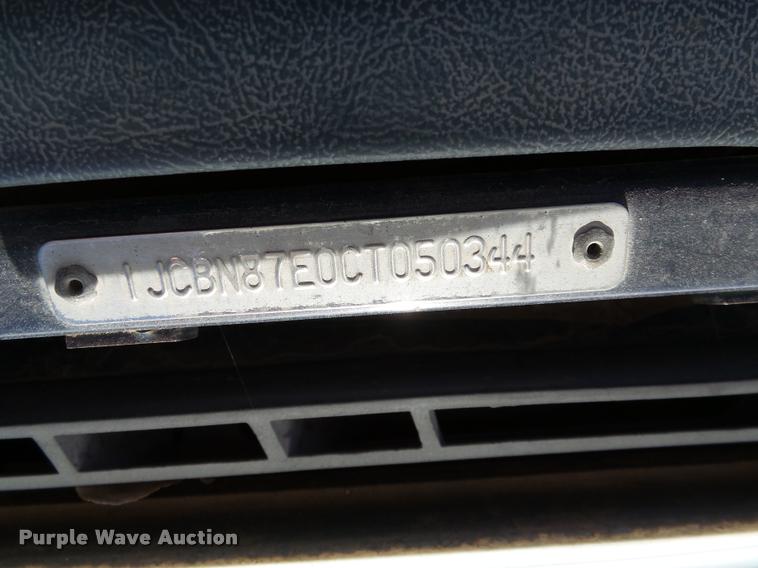 1JCBN87E0CT050344
Purple Wave Auction